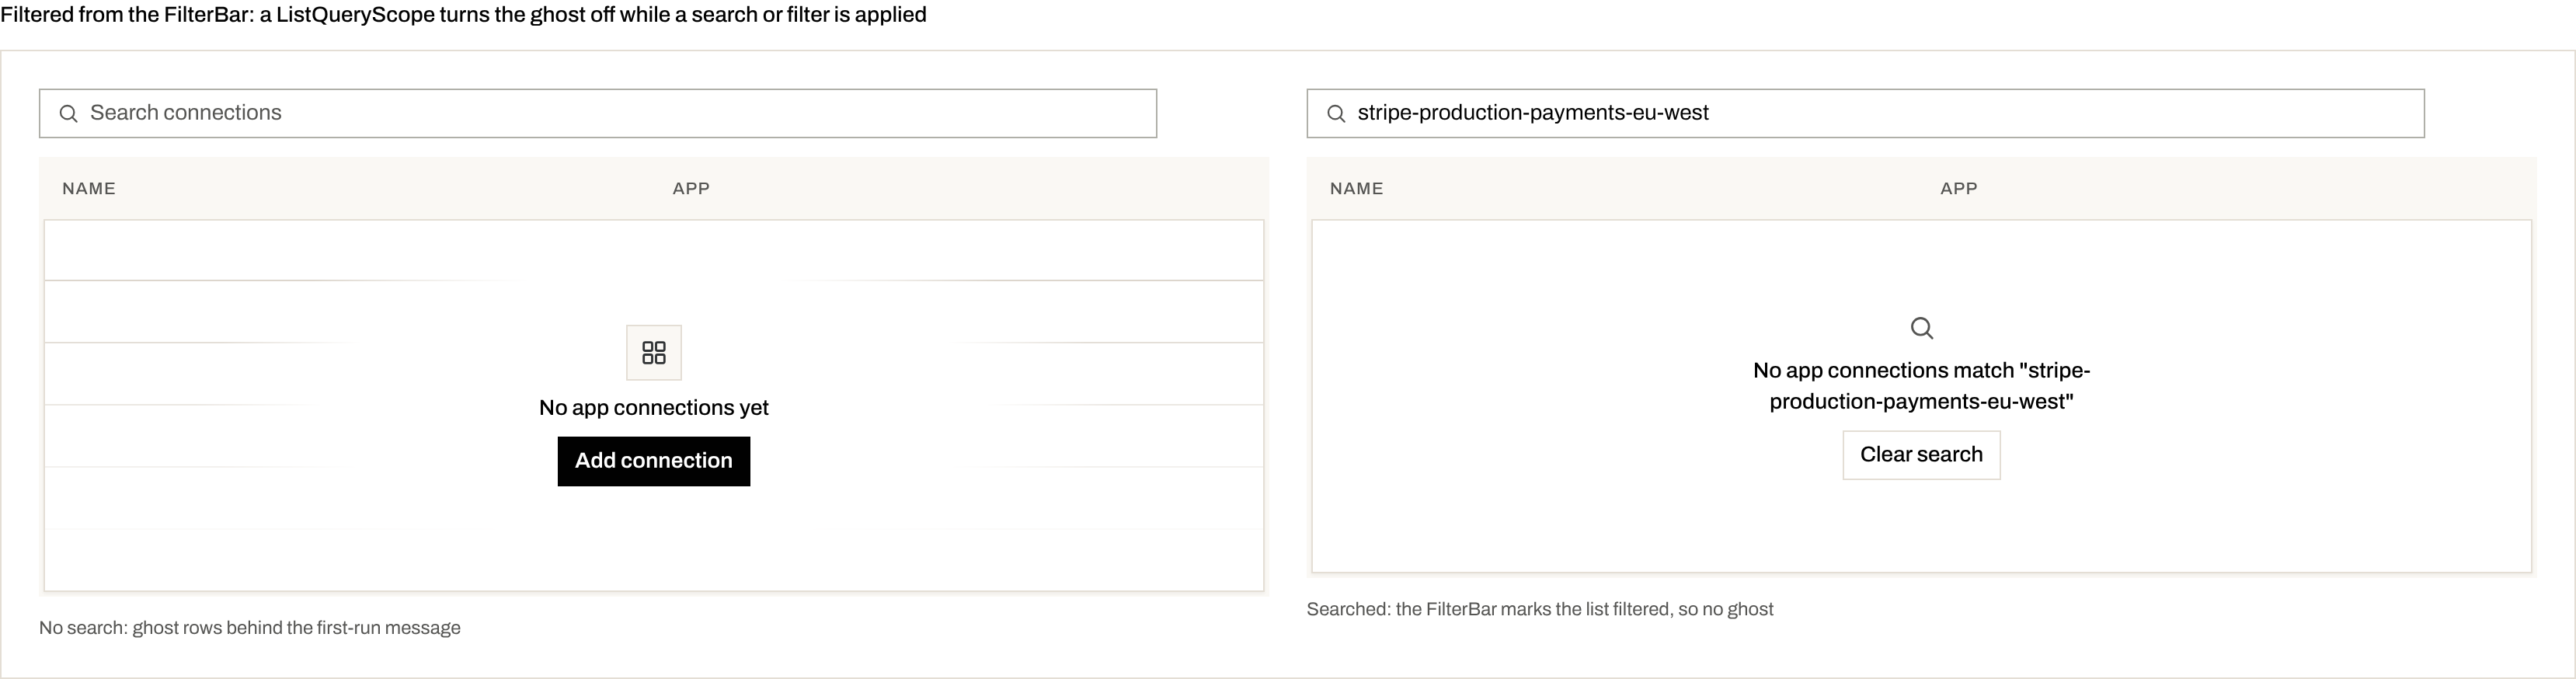 Filtered from the FilterBar: a ListQueryScope turns the ghost off while a search or filter is applied
Search connections
NAME APP
No app connections yet
Add connection
No search: ghost rows behind the first-run message
stripe-production-payments-eu-west
NAME APP
No app connections match "stripe-
production-payments-eu-west"
Clear search
Searched: the FilterBar marks the list filtered, so no ghost